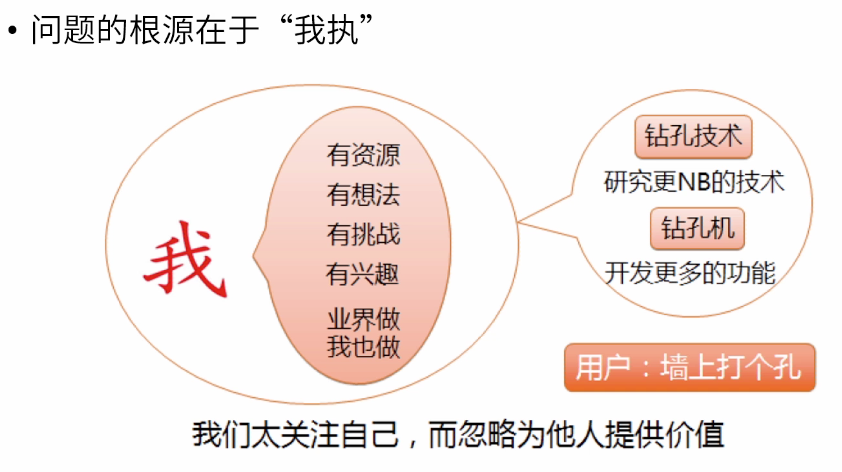 • 问题的根源在于“我执”
我
有资源
有想法
有挑战
有兴趣
业界做
我也做
钻孔技术
研究更NB的技术
钻孔机
开发更多的功能
用户：墙上打个孔
我们太关注自己，而忽略为他人提供价值